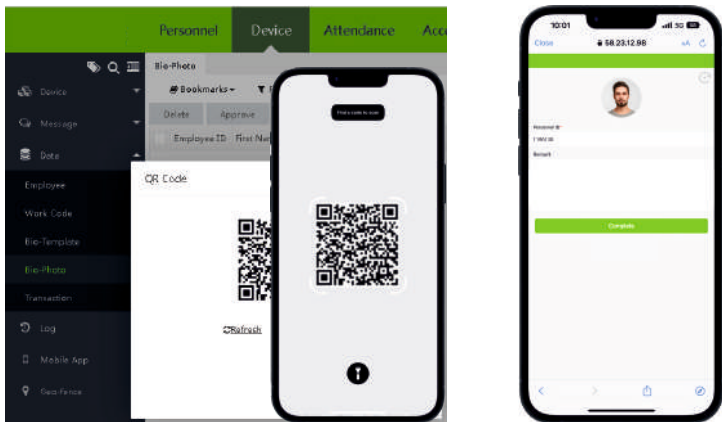 Personnel Device Attendance
Bio-Photo
Bookmarks
Delete Approve
Employee ID First
Device
Message
Data
Employee
Work Code
Bio-Template
Bio-Photo
Transaction
Log
Mobile App
Geo-Fence
QR Code
Refresh
10:01 5G
Close 58.23.12.98 AA
Personnel ID
Remark
Complete